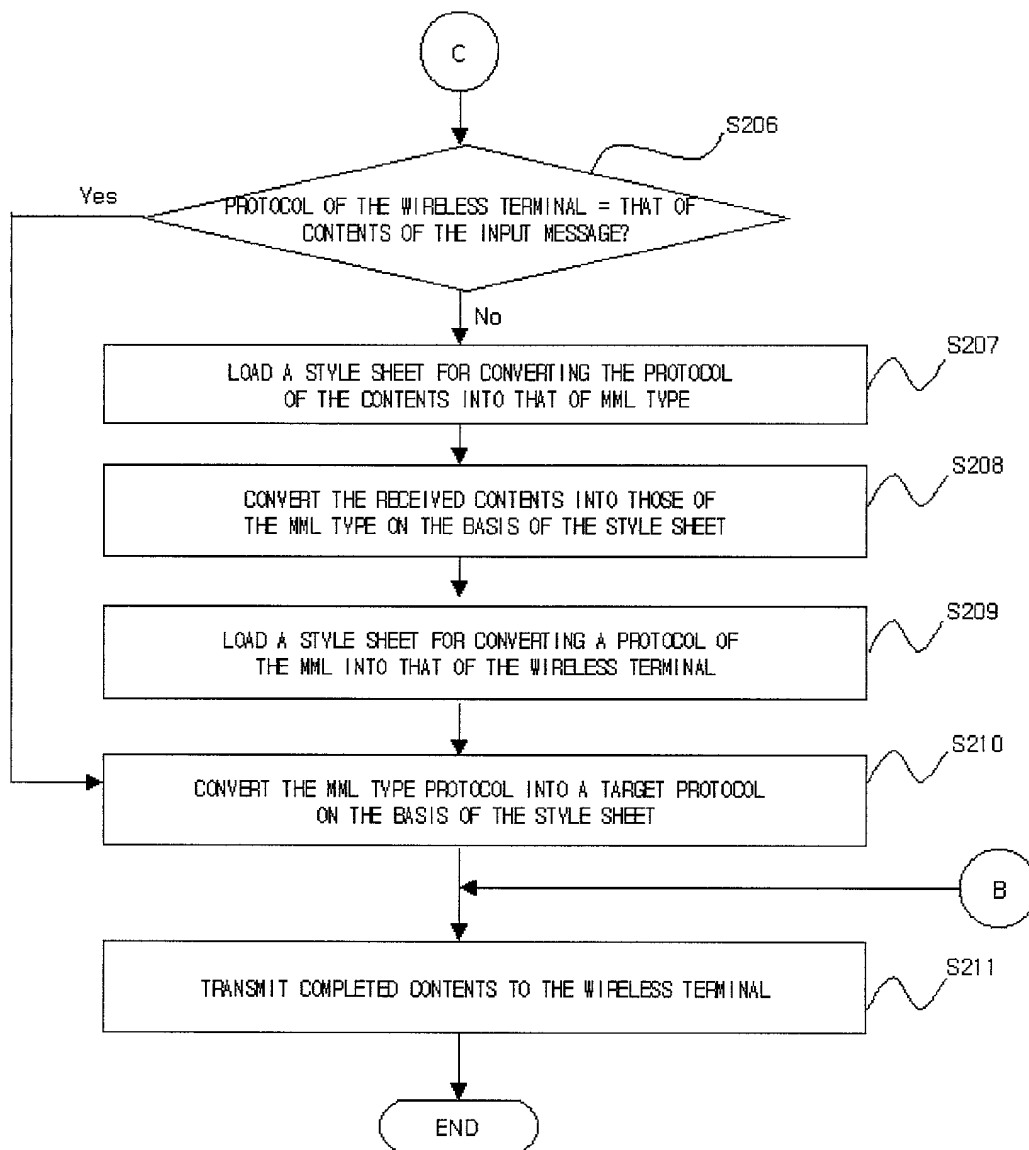 C
S206
Yes
PROTOCOL OF THE WIRELESS TERMINAL = THAT OF
CONTENTS OF THE INPUT MESSAGE?
No
S207
LOAD A STYLE SHEET FOR CONVERTING THE PROTOCOL
OF THE CONTENTS INTO THAT OF MML TYPE
S208
CONVERT THE RECEIVED CONTENTS INTO THOSE OF
THE MML TYPE ON THE BASIS OF THE STYLE SHEET
S209
LOAD A STYLE SHEET FOR CONVERTING A PROTOCOL OF
THE MML INTO THAT OF THE WIRELESS TERMINAL
S210
CONVERT THE MML TYPE PROTOCOL INTO A TARGET PROTOCOL
ON THE BASIS OF THE STYLE SHEET
B
S211
TRANSMIT COMPLETED CONTENTS TO THE WIRELESS TERMINAL
END